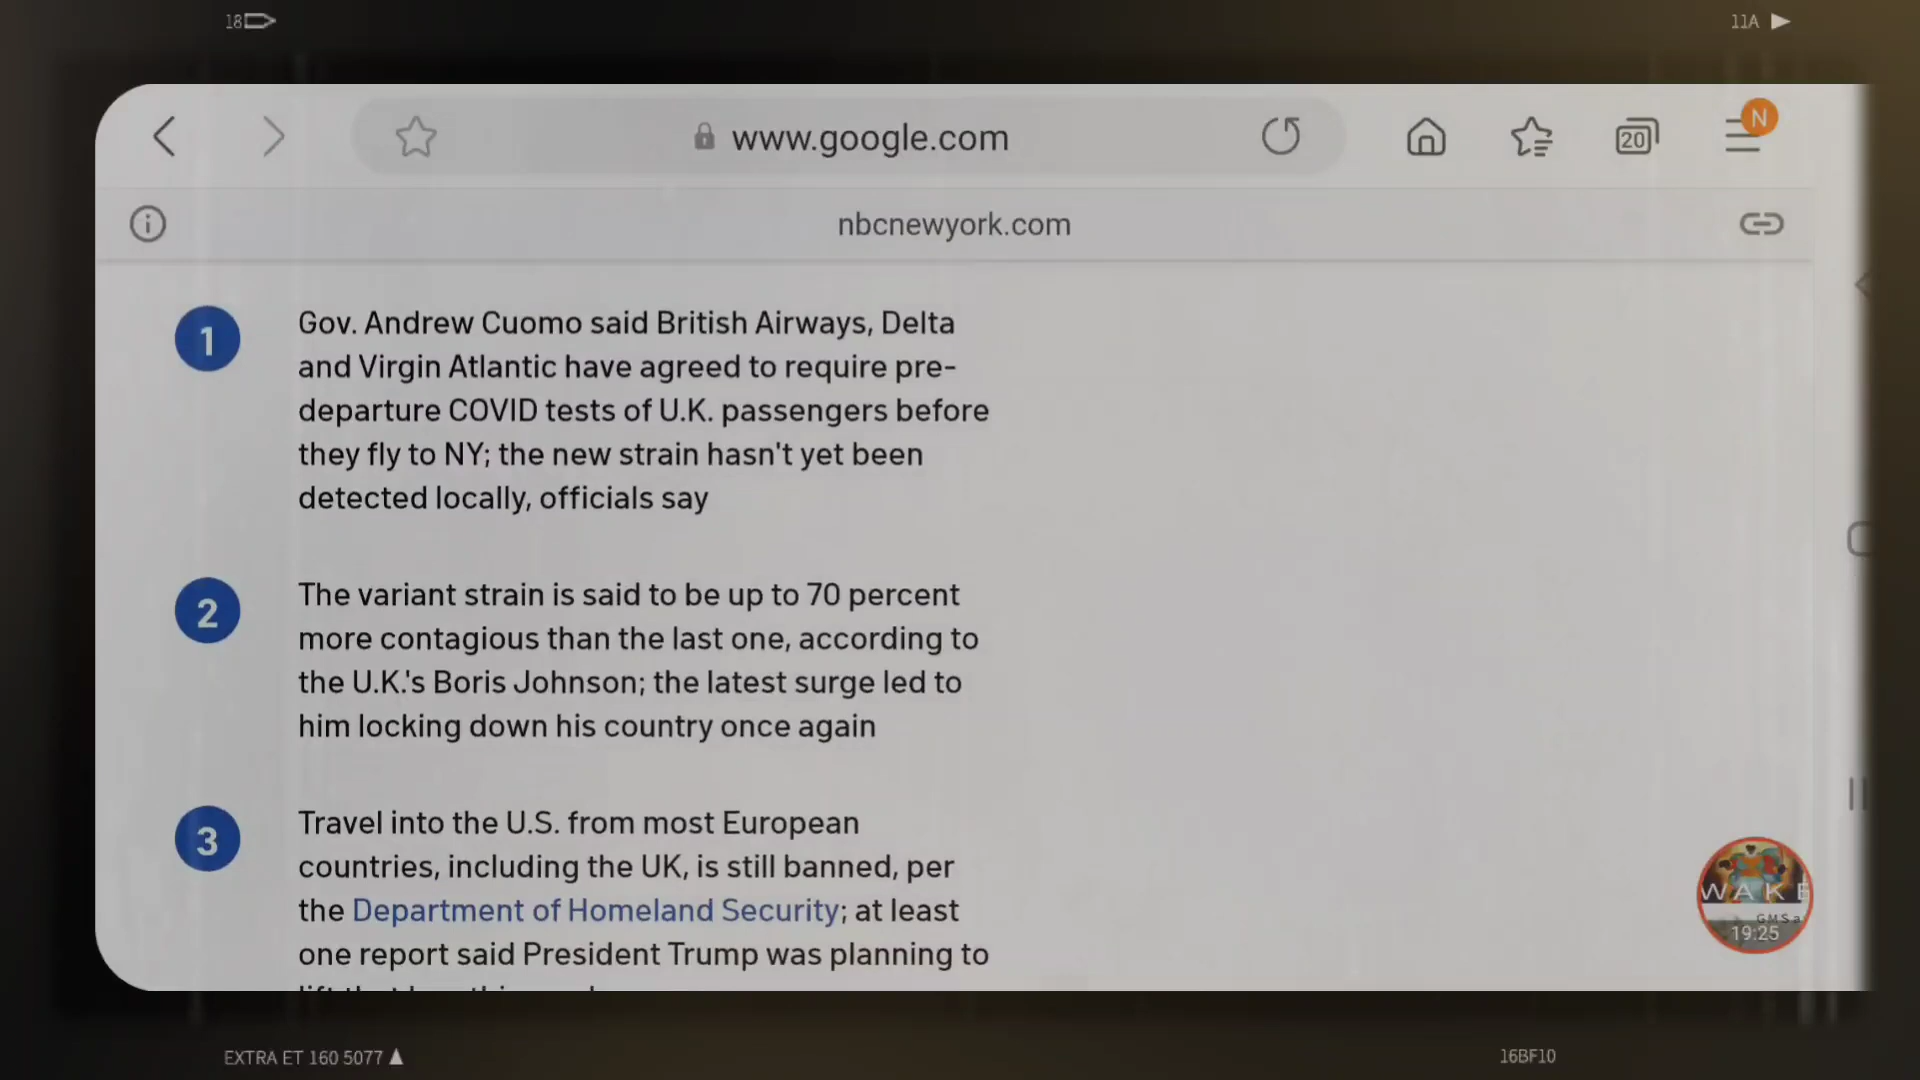 18
11A
www.google.com
20
N
nbcnewyork.com
1
Gov. Andrew Cuomo said British Airways, Delta
and Virgin Atlantic have agreed to require pre-
departure COVID tests of U.K. passengers before
they fly to NY; the new strain hasn't yet been
detected locally, officials say
2
The variant strain is said to be up to 70 percent
more contagious than the last one, according to
the U.K.'s Boris Johnson; the latest surge led to
him locking down his country once again
3
Travel into the U.S. from most European
countries, including the UK, is still banned, per
the Department of Homeland Security; at least
one report said President Trump was planning to
WAKE
GMSa
19:25
EXTRA ET 160 5077
16BF10